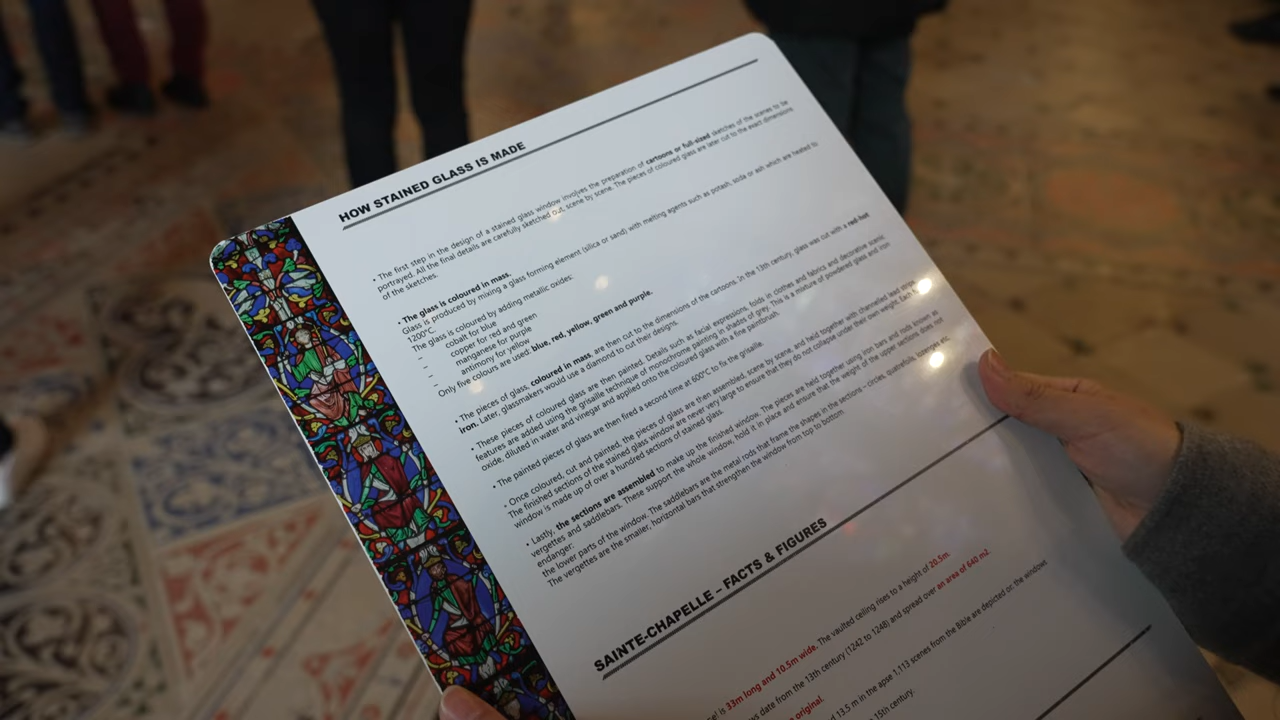 HOW STAINED GLASS IS MADE
• The first step in the design of a stained glass window involves the preparation of cartoons or full-sized sketches of the scenes to be
portrayed. All the final details are carefully sketched out, scene by scene. The pieces of coloured glass are later cut to the exact dimensions
of the sketches.
• The glass is coloured in mass.
Glass is produced by mixing a glass forming element (silica or sand) with melting agents such as potash, soda or ash which are heated to
1200°C.
The glass is coloured by adding metallic oxides:
- cobalt for blue
- copper for red and green
- manganese for purple
- antimony for yellow
Only five colours are used: blue, red, yellow, green and purple.
• The pieces of glass, coloured in mass, are then cut to the dimensions of the cartoons. In the 13th century, glass was cut with a red-hot
iron. Later, glassmakers would use a diamond to cut their designs.
• These pieces of coloured glass are then painted. Details such as facial expressions, folds in clothes and fabrics and decorative scenic
features are added using the grisaille technique of monochrome painting in shades of grey. This is a mixture of powdered glass and iron
oxide, diluted in water and vinegar and applied onto the coloured glass with a fine paintbrush.
• The painted pieces of glass are then fired a second time at 600°C to fix the grisaille.
• Once coloured, cut and painted, the pieces of glass are then assembled, scene by scene, and held together with channelled lead strips.
The finished sections of the stained glass window are never very large to ensure that they do not collapse under their own weight. Each
window is made up of over a hundred sections of stained glass.
• Lastly, the sections are assembled to make up the finished window. The pieces are held together using iron bars and rods known as
vergettes and saddlebars. These support the whole window, hold it in place and ensure that the weight of the upper sections does not
endanger
the lower parts of the window. The saddlebars are the metal rods that frame the shapes in the sections – circles, quatrefoils, lozenges etc.
The vergettes are the smaller, horizontal bars that strengthen the window from top to bottom
SAINTE-CHAPELLE – FACTS & FIGURES
is 33m long and 10.5m wide. The vaulted ceiling rises to a height of 20.5m.
date from the 13th century (1242 to 1248) and spread over an area of 640 m2
original.
and 13.5 m in the apse 1,113 scenes from the Bible are depicted on the windows
15th century.